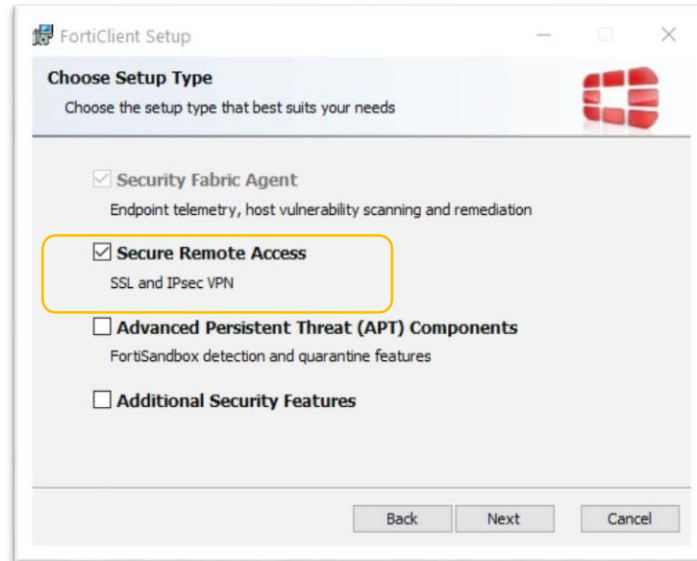 FortiClient Setup
Choose Setup Type
Choose the setup type that best suits your needs
Security Fabric Agent
Endpoint telemetry, host vulnerability scanning and remediation
Secure Remote Access
SSL and IPsec VPN
Advanced Persistent Threat (APT) Components
FortiSandbox detection and quarantine features
Additional Security Features
Back Next Cancel